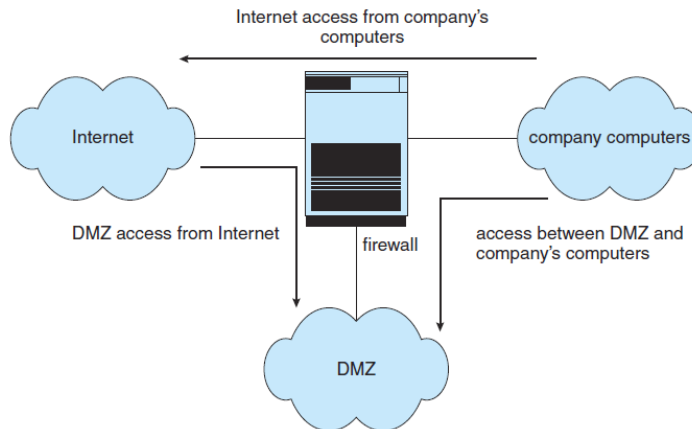 Internet access from company's
computers
Internet
company computers
DMZ access from Internet
firewall
access between DMZ and
company's computers
DMZ